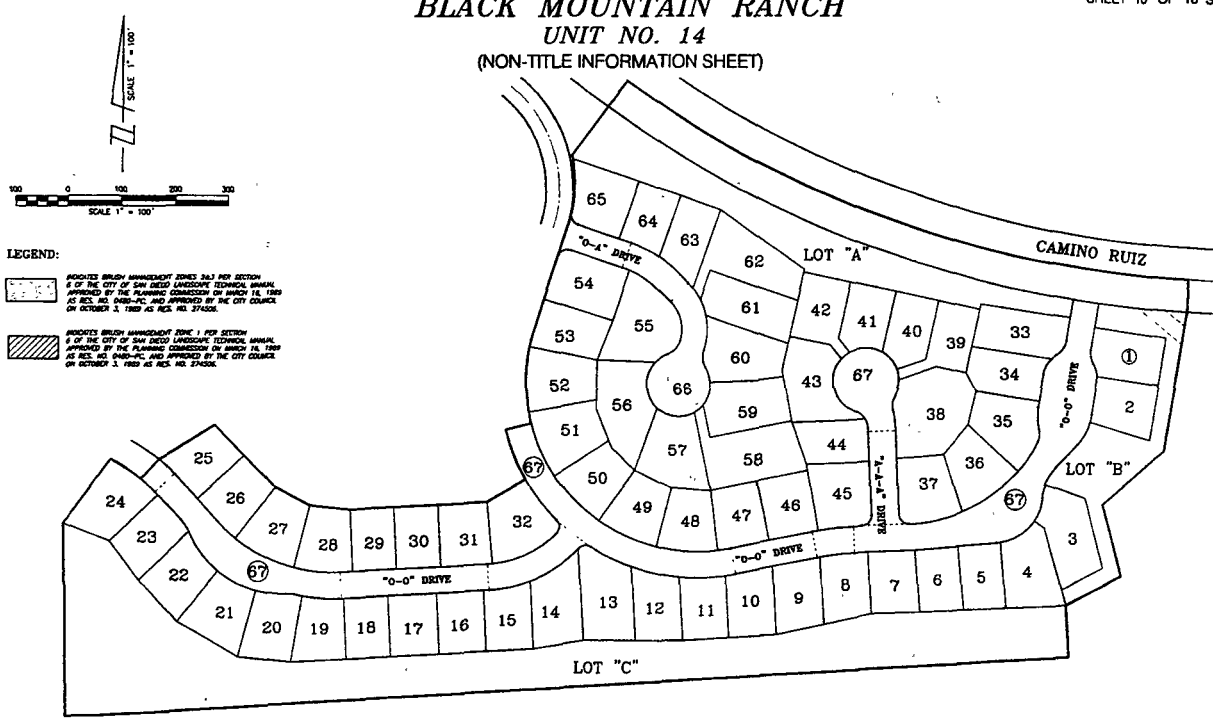 BLACK MOUNTAIN RANCH
UNIT NO. 14
(NON-TITLE INFORMATION SHEET)
SCALE 1" = 100'
100 0 100 200 300
SCALE 1" = 100'
LEGEND:
INDICATES BRUSH MANAGEMENT ZONES 2&3 PER SECTION
6 OF THE CITY OF SAN DIEGO LANDSCAPE TECHNICAL MANUAL
APPROVED BY THE PLANNING COMMISSION ON MARCH 16, 1989
AS RES. NO. 0480-PC, AND APPROVED BY THE CITY COUNCIL
ON OCTOBER 3, 1989 AS RES. NO. 274506.
INDICATES BRUSH MANAGEMENT ZONE 1 PER SECTION
6 OF THE CITY OF SAN DIEGO LANDSCAPE TECHNICAL MANUAL
APPROVED BY THE PLANNING COMMISSION ON MARCH 16, 1989
AS RES. NO. 0480-PC, AND APPROVED BY THE CITY COUNCIL
ON OCTOBER 3, 1989 AS RES. NO. 274506.
CAMINO RUIZ
LOT "A"
65
64
63
62
"O-A" DRIVE
54
55
61
42
41
40
39
33
1
53
60
43
67
34
2
"O-O" DRIVE
52
56
66
59
38
35
51
57
58
44
36
LOT "B"
50
49
48
47
46
45
"A-A-A" DRIVE
37
67
67
25
26
27
28
29
30
31
32
"O-O" DRIVE
24
23
22
21
67
"O-O" DRIVE
20
19
18
17
16
15
14
13
12
11
10
9
8
7
6
5
4
3
LOT "C"